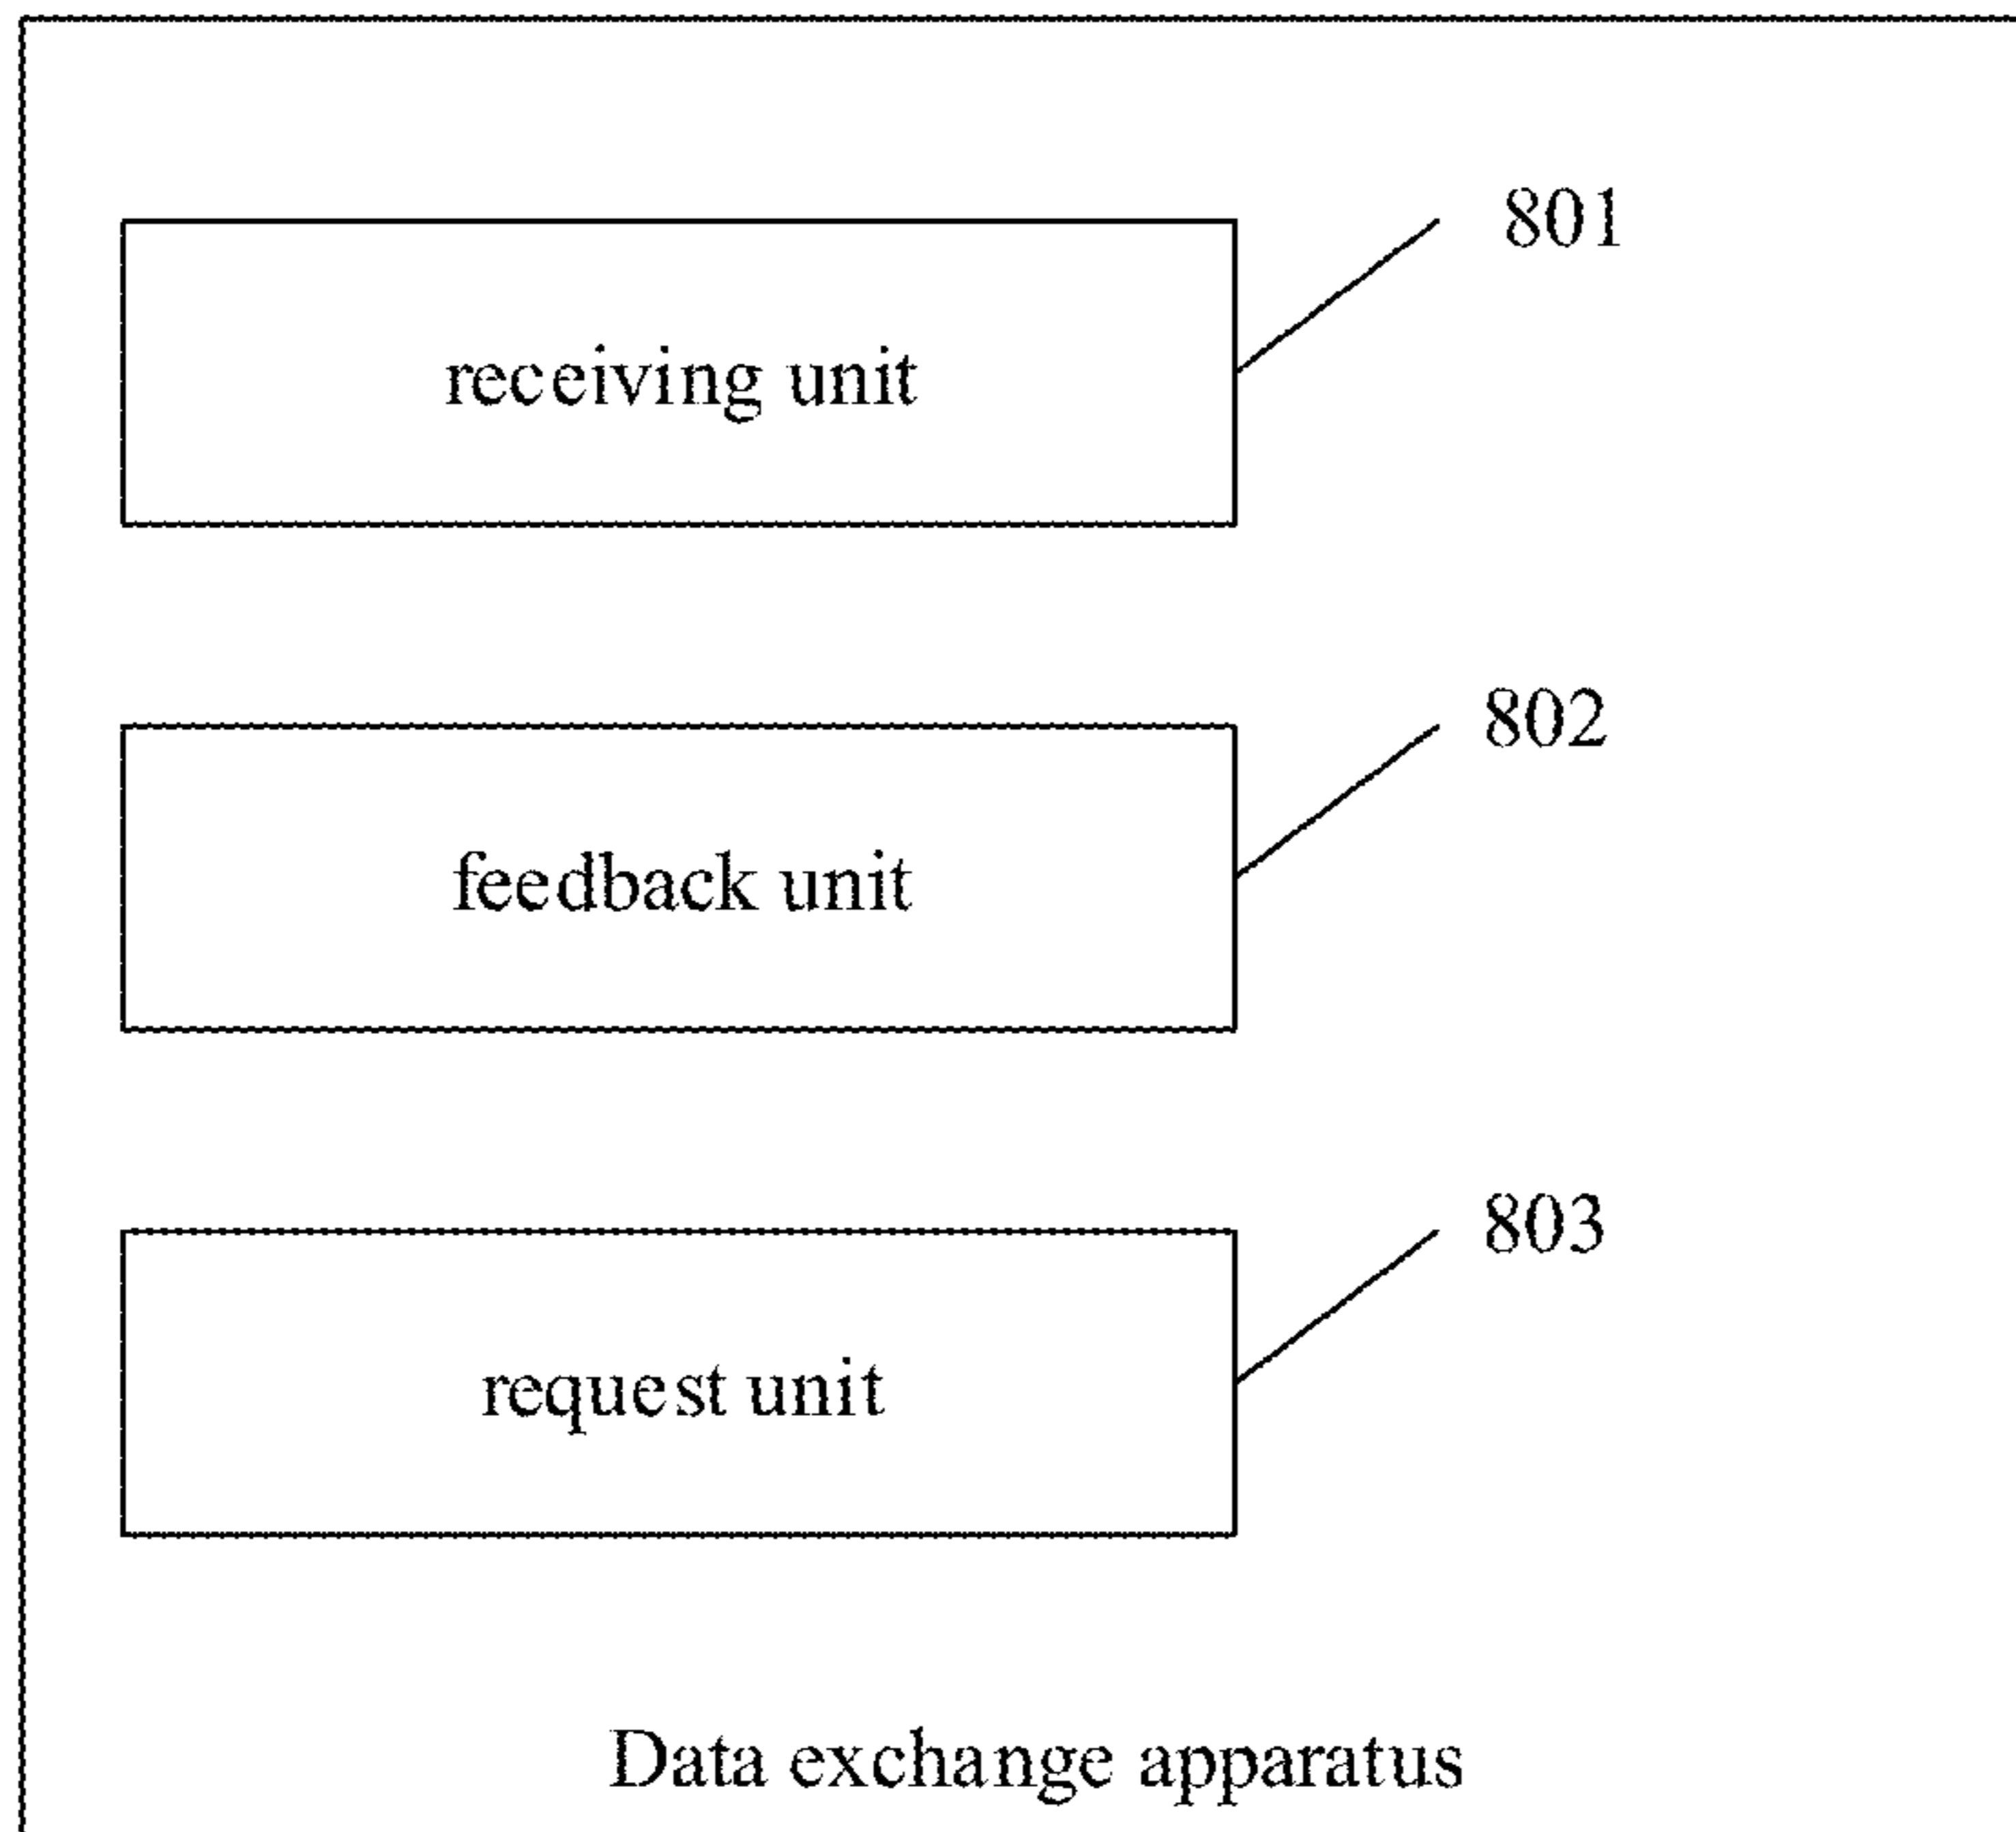 801
receiving unit
802
feedback unit
803
request unit
Data exchange apparatus